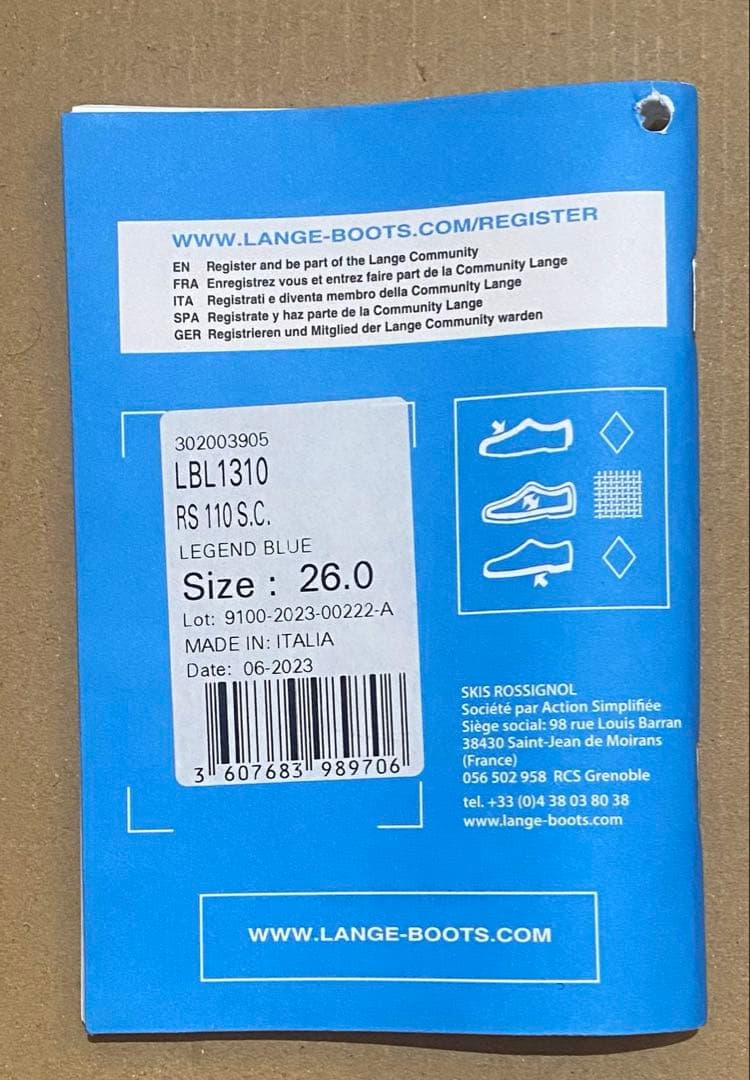 WWW.LANGE-BOOTS.COM/REGISTER
EN Register and be part of the Lange Community
FRA Enregistrez vous et entrez faire part de la Community Lange
ITA Registrati e diventa membro della Community Lange
SPA Registrate y haz parte de la Community Lange
GER Registrieren und Mitglied der Lange Community warden
302003905
LBL1310
RS 110 S.C.
LEGEND BLUE
Size : 26.0
Lot: 9100-2023-00222-A
MADE IN: ITALIA
Date: 06-2023
3 607683 989706
SKIS ROSSIGNOL
Société par Action Simplifiée
Siège social: 98 rue Louis Barran
38430 Saint-Jean de Moirans
(France)
056 502 958 RCS Grenoble
tel. +33 (0)4 38 03 80 38
www.lange-boots.com
WWW.LANGE-BOOTS.COM